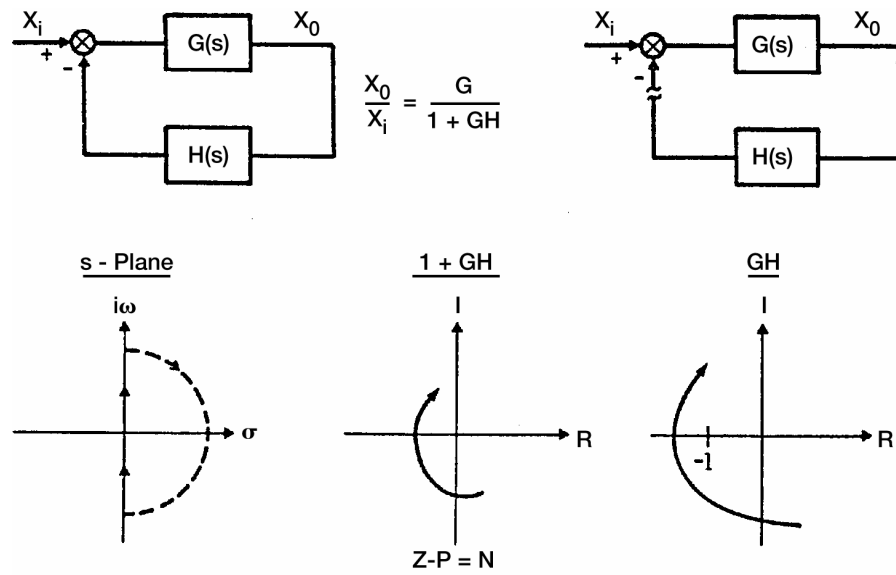 Xi X0 Xi X0
+ G(s) + G(s)
- -
X0/Xi = G/1 + GH
H(s) H(s)
s - Plane 1 + GH GH
iω I I
σ R -1 R
Z-P = N